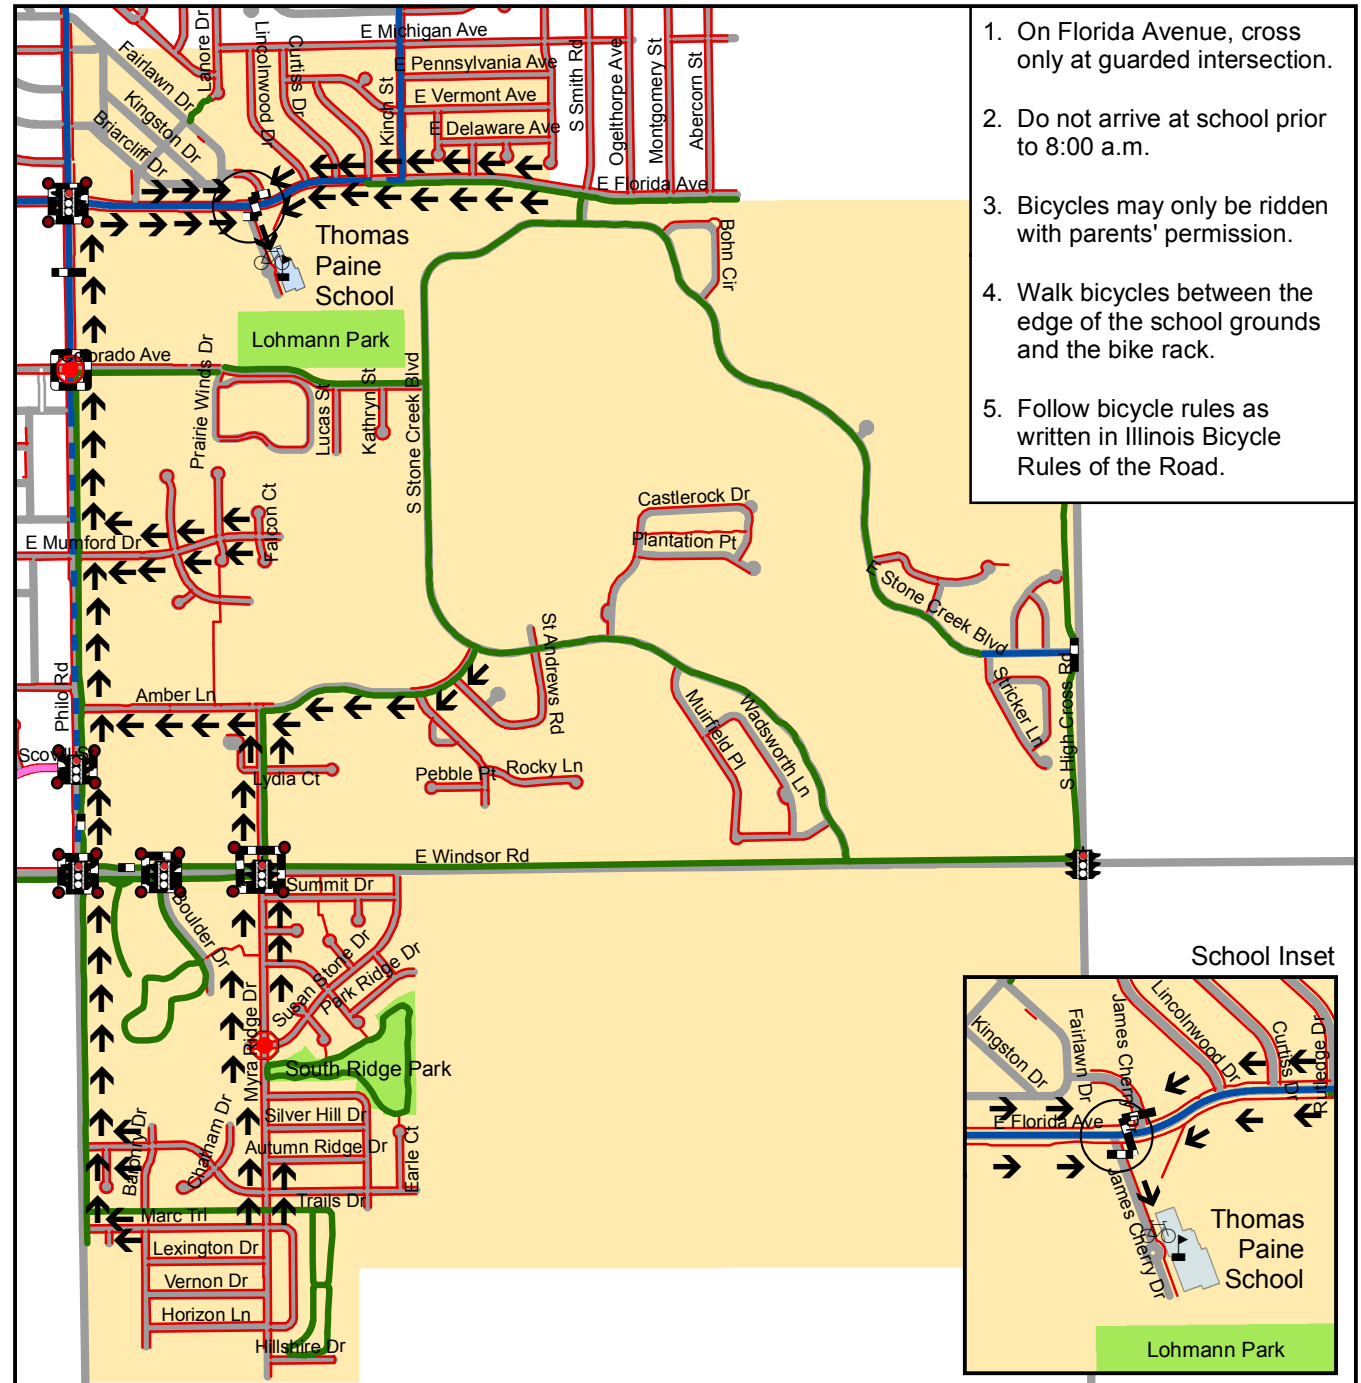 1. On Florida Avenue, cross
only at guarded intersection.
2. Do not arrive at school prior
to 8:00 a.m.
3. Bicycles may only be ridden
with parents' permission.
4. Walk bicycles between the
edge of the school grounds
and the bike rack.
5. Follow bicycle rules as
written in Illinois Bicycle
Rules of the Road.
E Michigan Ave
Lanore Dr
Lincolnwood Dr
Curtiss Dr
Fairlawn Dr
Kingston Dr
Briarcliff Dr
Kinch St
E Pennsylvania Ave
E Vermont Ave
E Delaware Ave
S Smith Rd
Ogelthorpe Ave
Montgomery St
Abercorn St
E Florida Ave
Thomas
Paine
School
Bohn Cir
Lohmann Park
orado Ave
Prairie Winds Dr
Lucas St
Kathryn St
S Stone Creek Blvd
Falcon Ct
E Mumford Dr
Castlerock Dr
Plantation Pt
E Stone Creek Blvd
St Andrews Rd
Philo Rd
Amber Ln
Muirfield Pl
Wadsworth Ln
Stricker Ln
S High Cross Rd
Lydia Ct
Pebble Pt
Rocky Ln
E Windsor Rd
Summit Dr
Boulder Dr
Susan Stone Dr
Park Ridge Dr
Myra Ridge Dr
South Ridge Park
Silver Hill Dr
Autumn Ridge Dr
Earle Ct
Baronry Dr
Chatham Dr
Trails Dr
Marc Trl
Lexington Dr
Vernon Dr
Horizon Ln
Hillshire Dr
School Inset
Kingston Dr
Fairlawn Dr
James Cherry Dr
Lincolnwood Dr
Curtiss Dr
Rutledge Dr
E Florida Ave
James Cherry Dr
Thomas
Paine
School
Lohmann Park